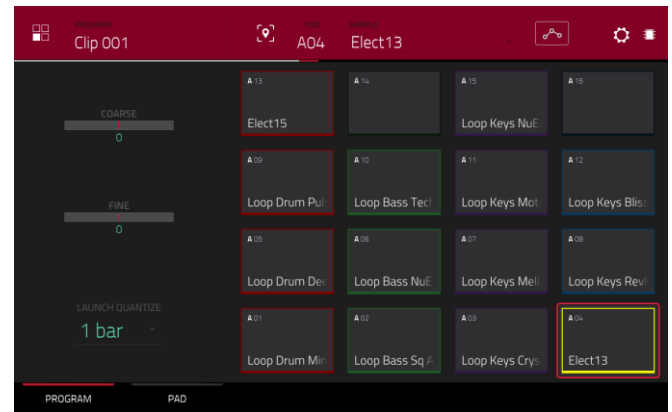 PROGRAM
Clip 001
PAD
A04
SAMPLE
Elect13
COARSE
0
FINE
0
LAUNCH QUANTIZE
1 bar
A 13
Elect15
A 14
A 15
Loop Keys NuE
A 16
A 09
Loop Drum Pul
A 10
Loop Bass Tech
A 11
Loop Keys Mot
A 12
Loop Keys Bliss
A 05
Loop Drum Dee
A 06
Loop Bass NuE
A 07
Loop Keys Mell
A 08
Loop Keys Revl
A 01
Loop Drum Min
A 02
Loop Bass Sq A
A 03
Loop Keys Crys
A 04
Elect13
PROGRAM
PAD